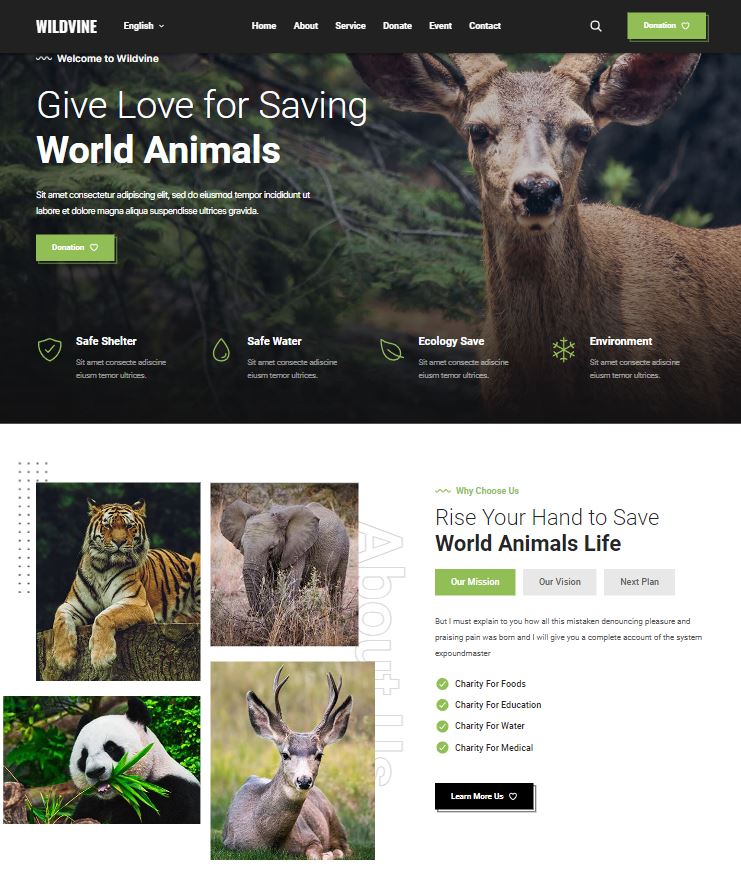 WILDVINE
English
Home
About
Service
Donate
Event
Contact
Donation
Welcome to Wildvine
Give Love for Saving
World Animals
Sit amet consectetur adipiscing elit, sed do eiusmod tempor incididunt ut
labore et dolore magna aliqua suspendisse ultrices gravida.
Donation
Safe Shelter
Sit amet consecte adiscine
eiusm temor ultrices.
Safe Water
Sit amet consecte adiscine
eiusm temor ultrices.
Ecology Save
Sit amet consecte adiscine
eiusm temor ultrices.
Environment
Sit amet consecte adiscine
eiusm temor ultrices.
About Us
Why Choose Us
Rise Your Hand to Save
World Animals Life
Our Mission
Our Vision
Next Plan
But I must explain to you how all this mistaken denouncing pleasure and
praising pain was born and I will give you a complete account of the system
expoundmaster
Charity For Foods
Charity For Education
Charity For Water
Charity For Medical
Learn More Us